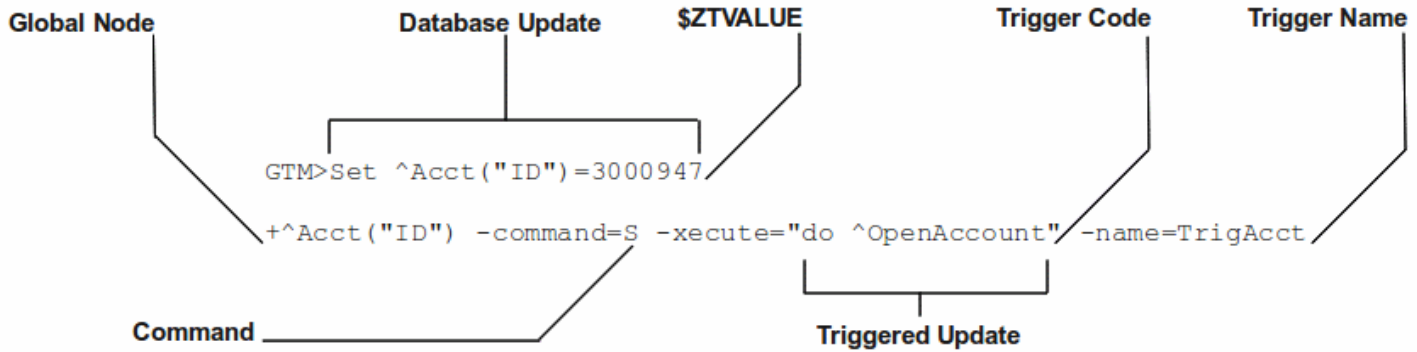 Global Node Database Update $ZTVALUE Trigger Code Trigger Name
GTM>Set ^Acct("ID")=3000947
+^Acct("ID") -command=S -xecute="do ^OpenAccount" -name=TrigAcct
Command Triggered Update